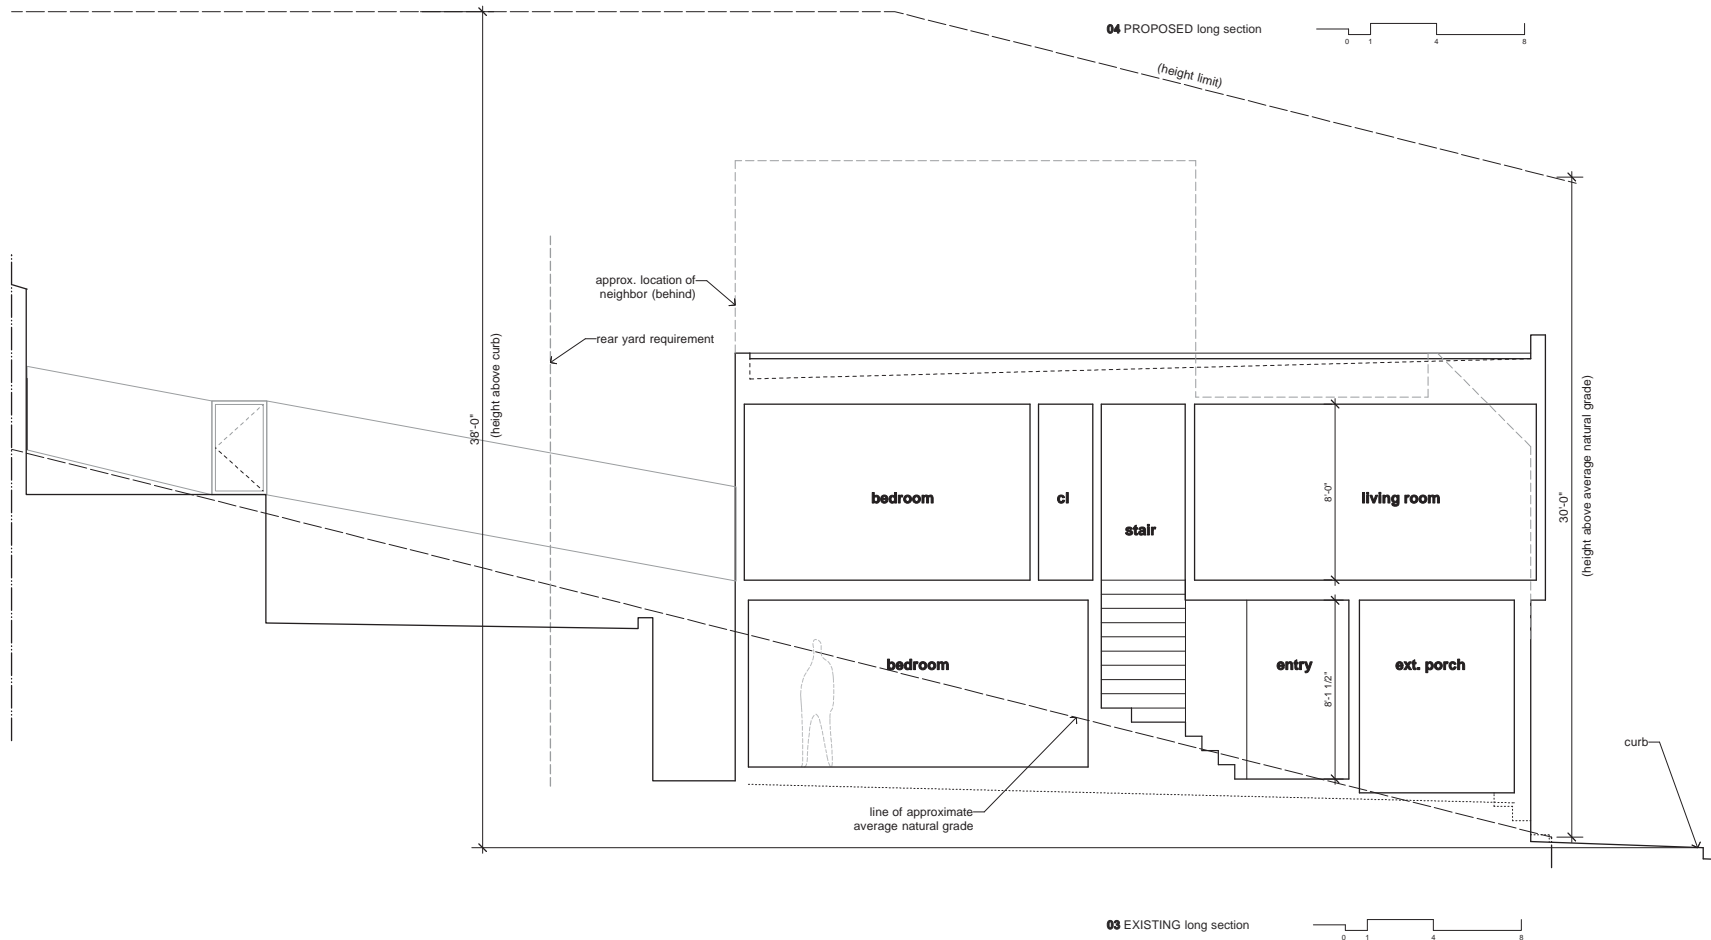 04 PROPOSED long section
0 1 4 8
(height limit)
approx. location of
neighbor (behind)
rear yard requirement
38'-0"
(height above curb)
30'-0"
(height above average natural grade)
bedroom
cl
stair
8'-0"
living room
bedroom
entry
8'-1 1/2"
ext. porch
curb
line of approximate
average natural grade
03 EXISTING long section
0 1 4 8